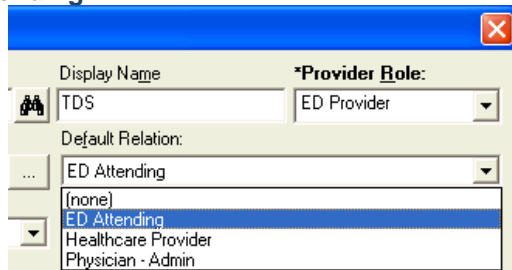 Display Name *Provider Role:
TDS ED Provider
Default Relation:
... ED Attending
(none)
ED Attending
Healthcare Provider
Physician - Admin